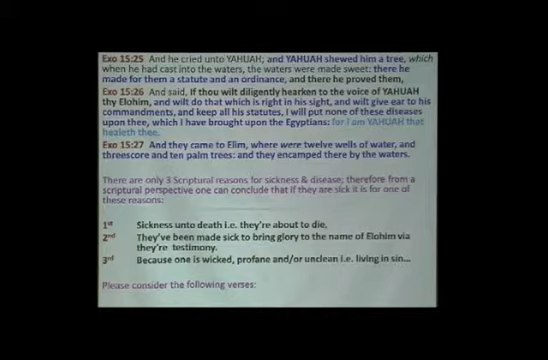 Exo 15:25 And he cried unto YAHUAH; and YAHUAH shewed him a tree, which
when he had cast into the waters, the waters were made sweet: there he
made for them a statute and an ordinance, and there he proved them,
Exo 15:26 And said, If thou wilt diligently hearken to the voice of YAHUAH
thy Elohim, and wilt do that which is right in his sight, and wilt give ear to his
commandments, and keep all his statutes, I will put none of these diseases
upon thee, which I have brought upon the Egyptians: for I am YAHUAH that
healeth thee.
Exo 15:27 And they came to Elim, where were twelve wells of water, and
threescore and ten palm trees: and they encamped there by the waters.
There are only 3 Scriptural reasons for sickness & disease; therefore from a
scriptural perspective one can conclude that if they are sick it is for one of
these reasons:
1st Sickness unto death i.e. they're about to die,
2nd They've been made sick to bring glory to the name of Elohim via
they're testimony.
3rd Because one is wicked, profane and/or unclean i.e. living in sin...
Please consider the following verses: